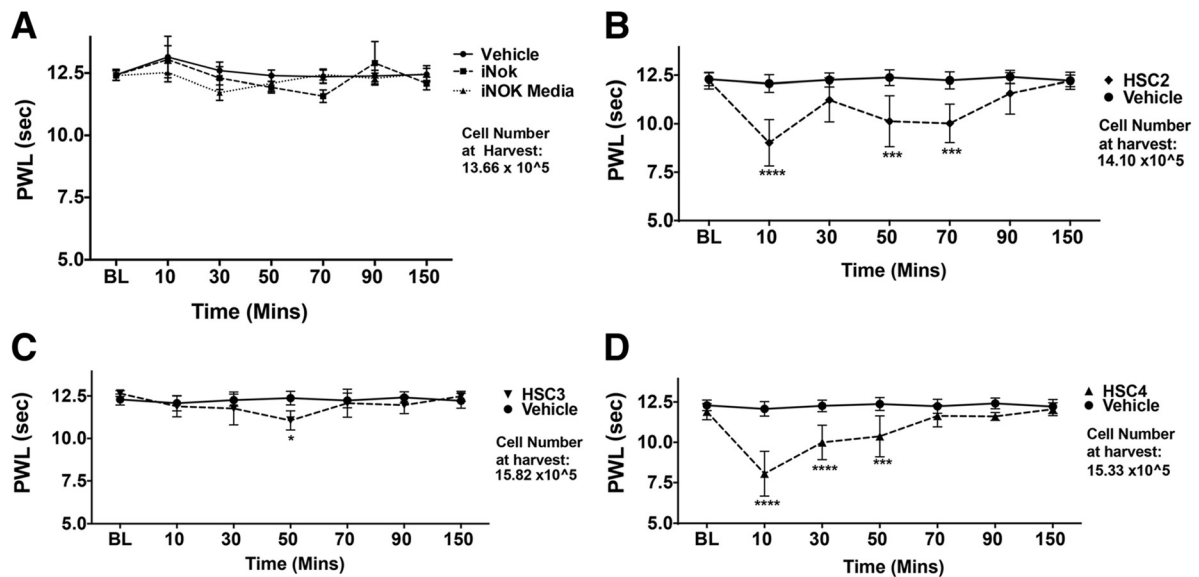 A
PWL (sec)
12.5
10.0
7.5
5.0
BL 10 30 50 70 90 150
Time (Mins)
Vehicle
iNok
iNOK Media
Cell Number
at Harvest:
13.66 x 10^5
B
PWL (sec)
12.5
10.0
7.5
5.0
**** *** ***
BL 10 30 50 70 90 150
Time (Mins)
HSC2
Vehicle
Cell Number
at harvest:
14.10 x10^5
C
PWL (sec)
12.5
10.0
7.5
5.0
*
BL 10 30 50 70 90 150
Time (Mins)
HSC3
Vehicle
Cell Number
at harvest:
15.82 x10^5
D
PWL (sec)
12.5
10.0
7.5
5.0
**** **** ***
BL 10 30 50 70 90 150
Time (Mins)
HSC4
Vehicle
Cell Number
at harvest:
15.33 x10^5